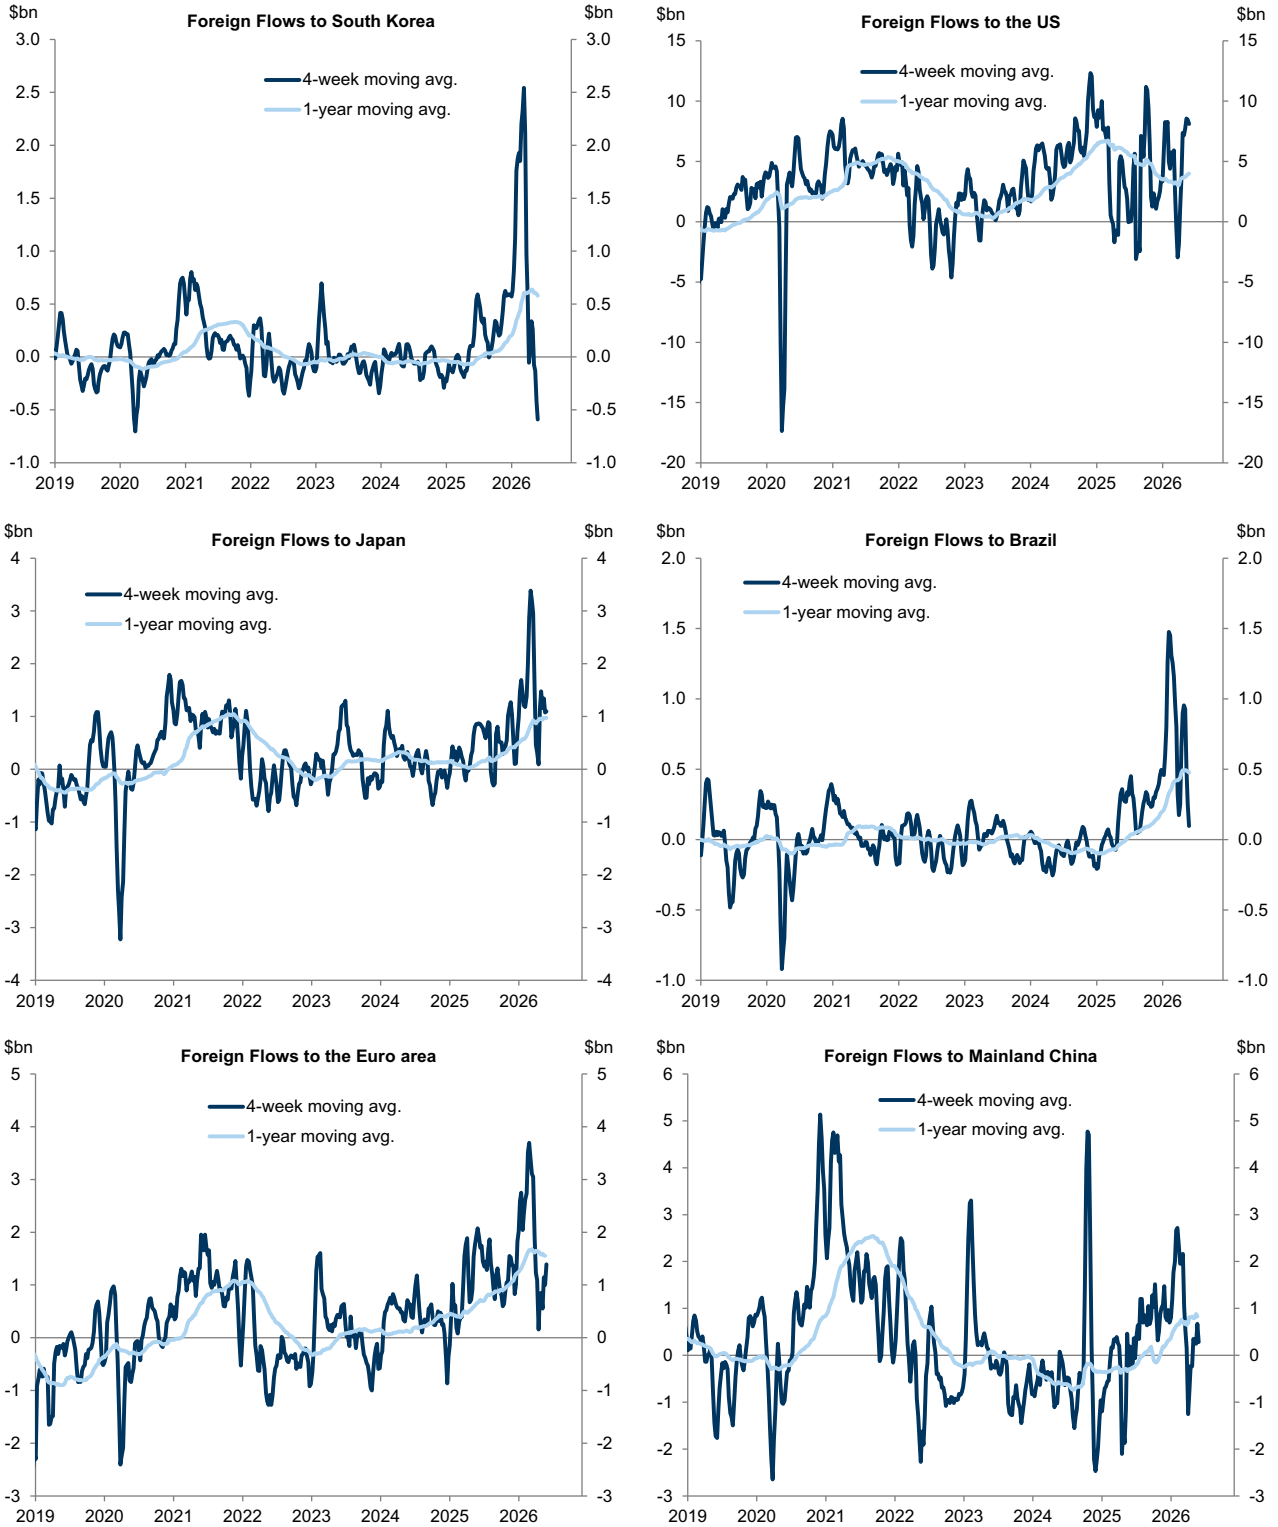 $bn
Foreign Flows to South Korea
$bn
3.0
2.5
2.0
1.5
1.0
0.5
0.0
-0.5
-1.0
4-week moving avg.
1-year moving avg.
3.0
2.5
2.0
1.5
1.0
0.5
0.0
-0.5
-1.0
2019 2020 2021 2022 2023 2024 2025 2026
$bn
Foreign Flows to the US
$bn
15
10
5
0
-5
-10
-15
-20
4-week moving avg.
1-year moving avg.
15
10
5
0
-5
-10
-15
-20
2019 2020 2021 2022 2023 2024 2025 2026
$bn
Foreign Flows to Japan
$bn
4
3
2
1
0
-1
-2
-3
-4
4-week moving avg.
1-year moving avg.
4
3
2
1
0
-1
-2
-3
-4
2019 2020 2021 2022 2023 2024 2025 2026
$bn
Foreign Flows to Brazil
$bn
2.0
1.5
1.0
0.5
0.0
-0.5
-1.0
4-week moving avg.
1-year moving avg.
2.0
1.5
1.0
0.5
0.0
-0.5
-1.0
2019 2020 2021 2022 2023 2024 2025 2026
$bn
Foreign Flows to the Euro area
$bn
5
4
3
2
1
0
-1
-2
-3
4-week moving avg.
1-year moving avg.
5
4
3
2
1
0
-1
-2
-3
2019 2020 2021 2022 2023 2024 2025 2026
$bn
Foreign Flows to Mainland China
$bn
6
5
4
3
2
1
0
-1
-2
-3
4-week moving avg.
1-year moving avg.
6
5
4
3
2
1
0
-1
-2
-3
2019 2020 2021 2022 2023 2024 2025 2026